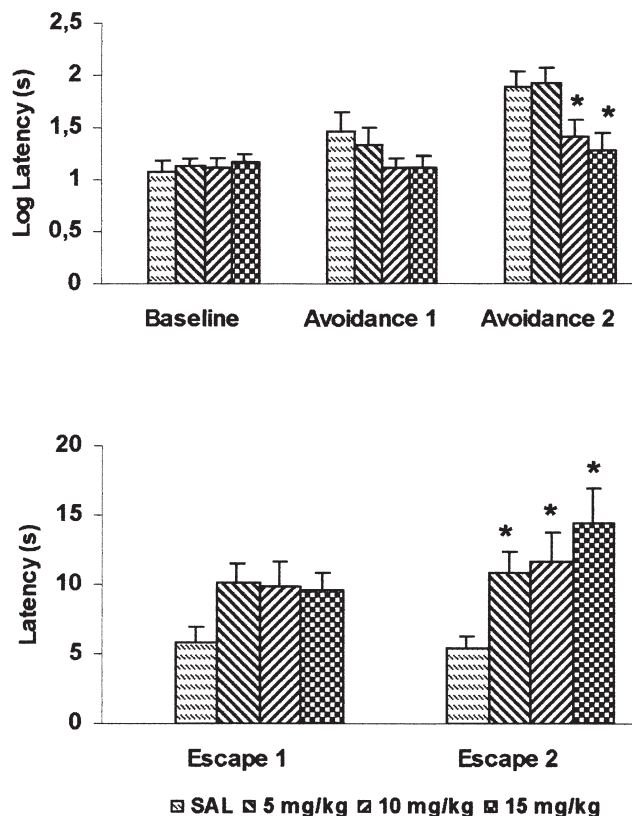 2,5
2
1,5
1
0,5
0
Log Latency (s)
* *
Baseline Avoidance 1 Avoidance 2
20
15
10
5
0
Latency (s)
* * *
Escape 1 Escape 2
SAL 5 mg/kg 10 mg/kg 15 mg/kg